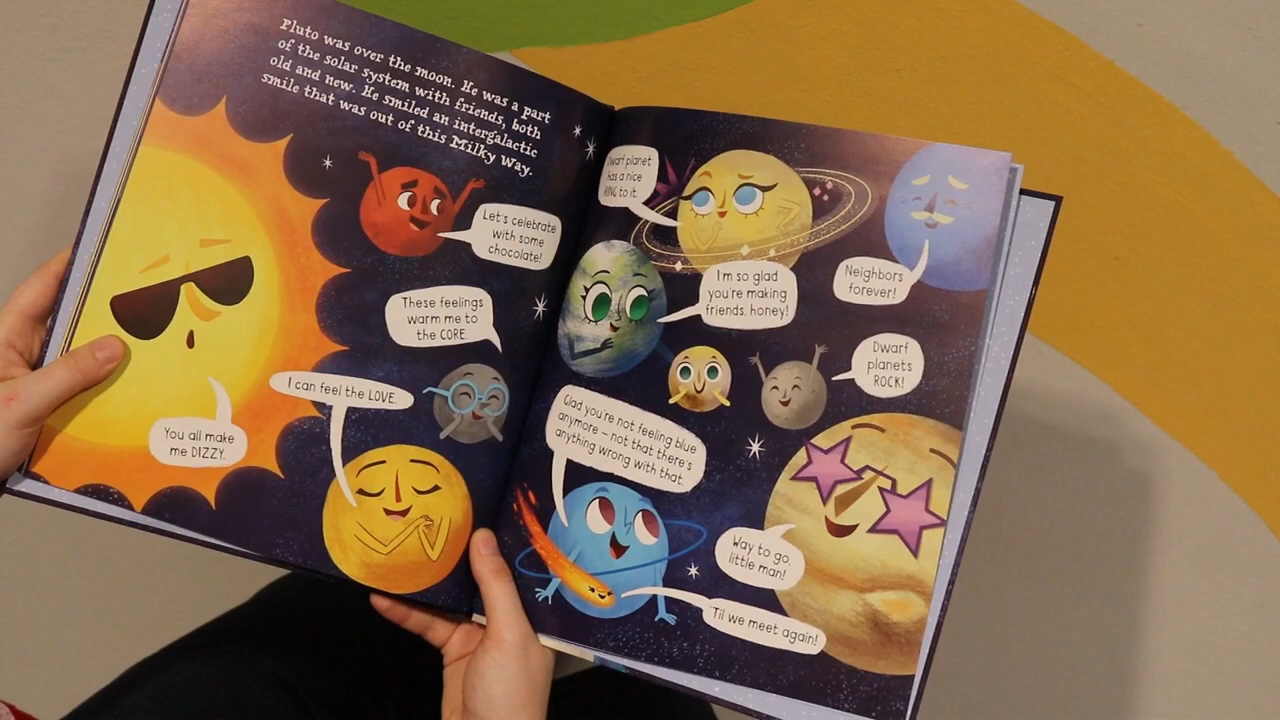 Pluto was over the moon. He was a part
of the solar system with friends, both
old and new. He smiled an intergalactic
smile that was out of this Milky Way.
Let's celebrate
with some
chocolate!
These feelings
warm me to
the CORE.
I can feel the LOVE.
You all make
me DIZZY.
Dwarf planet
has a nice
RING to it.
I'm so glad
you're making
friends, honey!
Neighbors
forever!
Dwarf
planets
ROCK!
Glad you're not feeling blue
anymore – not that there's
anything wrong with that.
Way to go,
little man!
'Til we meet again!